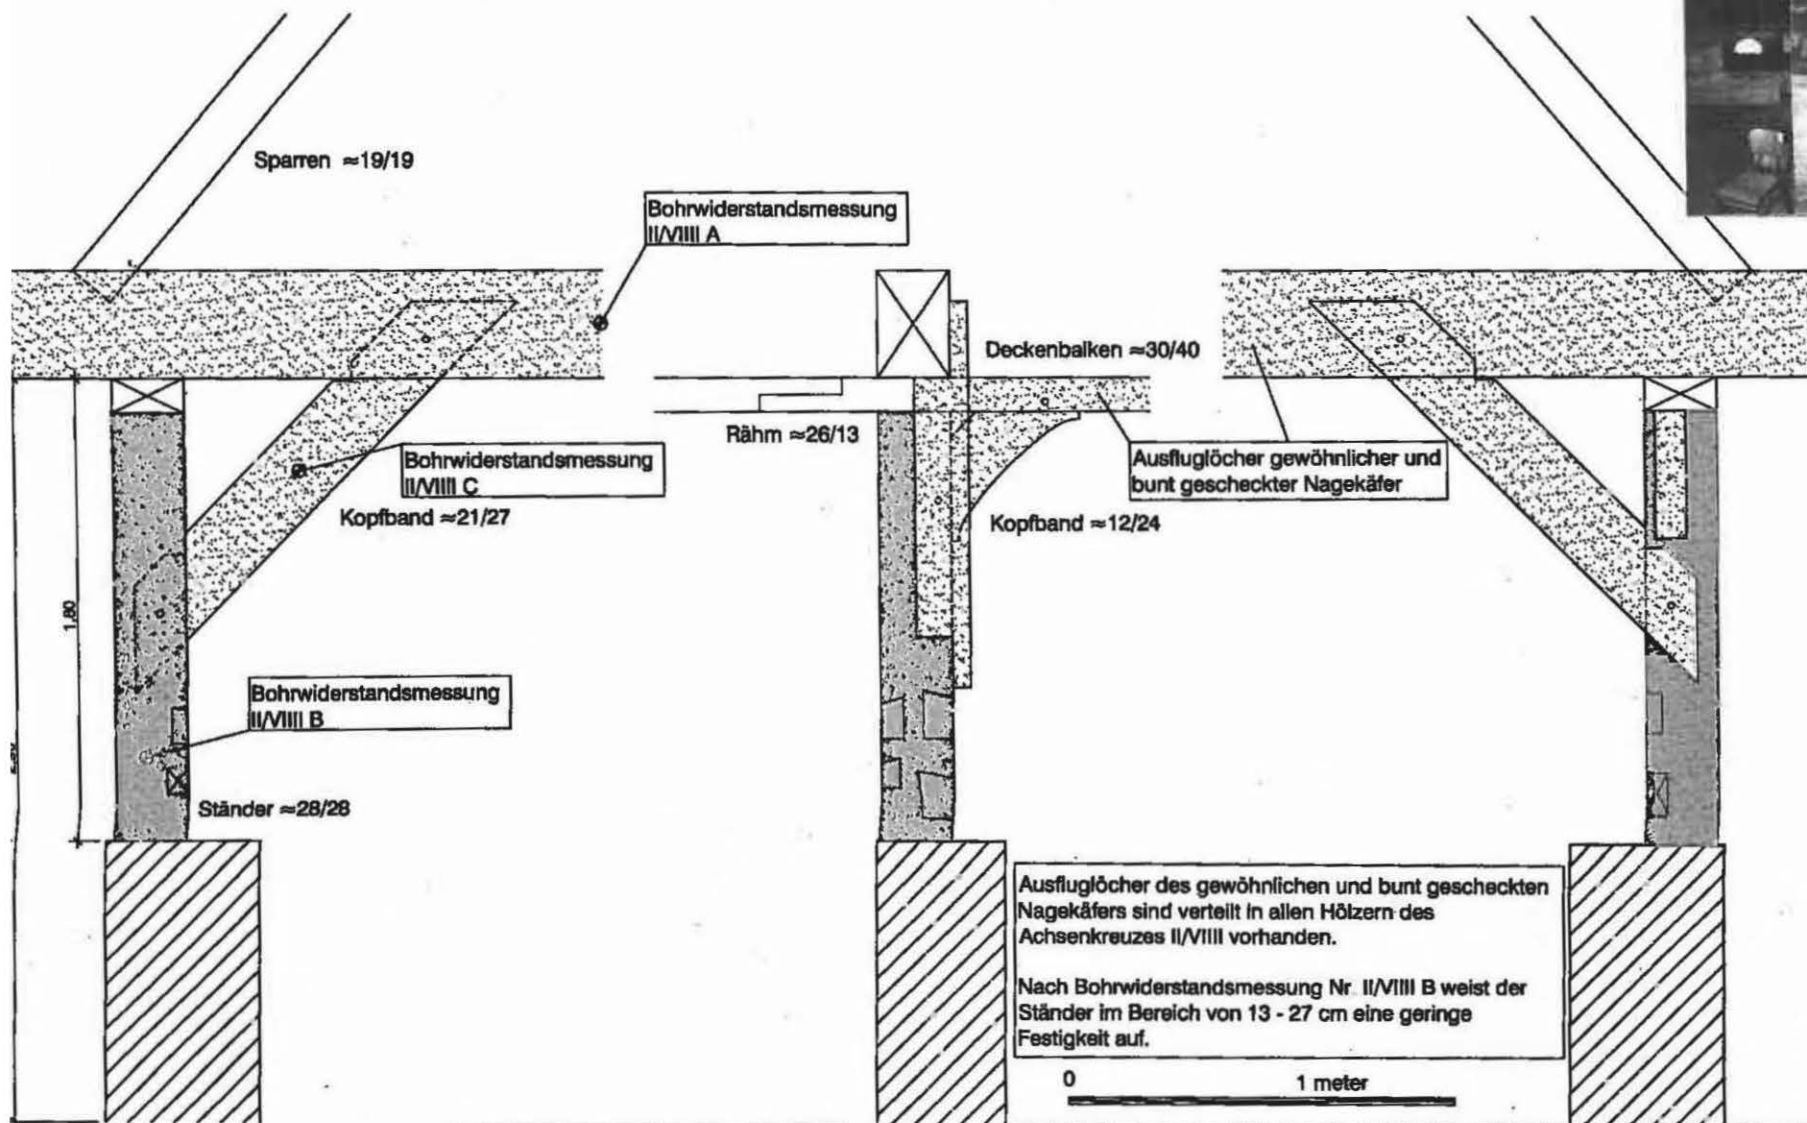 Sparren ≈19/19
Bohrwiderstandsmessung
II/VIIII A
Deckenbalken ≈30/40
Rähm ≈26/13
Bohrwiderstandsmessung
II/VIIII C
Kopfband ≈21/27
Ausfluglöcher gewöhnlicher und
bunt gescheckter Nagekäfer
Kopfband ≈12/24
1,80
Bohrwiderstandsmessung
II/VIIII B
Ständer ≈28/28
Ausfluglöcher des gewöhnlichen und bunt gescheckten
Nagekäfers sind verteilt in allen Hölzern des
Achsenkreuzes II/VIIII vorhanden.
Nach Bohrwiderstandsmessung Nr. II/VIIII B weist der
Ständer im Bereich von 13 - 27 cm eine geringe
Festigkeit auf.
0 1 meter